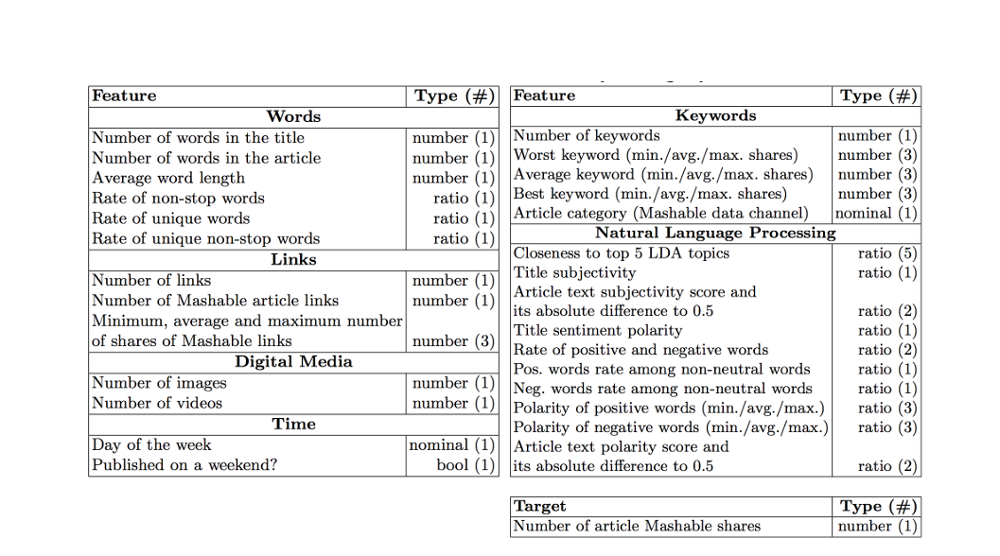 Feature Type (#)
Words
Number of words in the title number (1)
Number of words in the article number (1)
Average word length number (1)
Rate of non-stop words ratio (1)
Rate of unique words ratio (1)
Rate of unique non-stop words ratio (1)
Links
Number of links number (1)
Number of Mashable article links number (1)
Minimum, average and maximum number
of shares of Mashable links number (3)
Digital Media
Number of images number (1)
Number of videos number (1)
Time
Day of the week nominal (1)
Published on a weekend? bool (1)
Feature Type (#)
Keywords
Number of keywords number (1)
Worst keyword (min./avg./max. shares) number (3)
Average keyword (min./avg./max. shares) number (3)
Best keyword (min./avg./max. shares) number (3)
Article category (Mashable data channel) nominal (1)
Natural Language Processing
Closeness to top 5 LDA topics ratio (5)
Title subjectivity ratio (1)
Article text subjectivity score and
its absolute difference to 0.5 ratio (2)
Title sentiment polarity ratio (1)
Rate of positive and negative words ratio (2)
Pos. words rate among non-neutral words ratio (1)
Neg. words rate among non-neutral words ratio (1)
Polarity of positive words (min./avg./max.) ratio (3)
Polarity of negative words (min./avg./max.) ratio (3)
Article text polarity score and
its absolute difference to 0.5 ratio (2)
Target Type (#)
Number of article Mashable shares number (1)